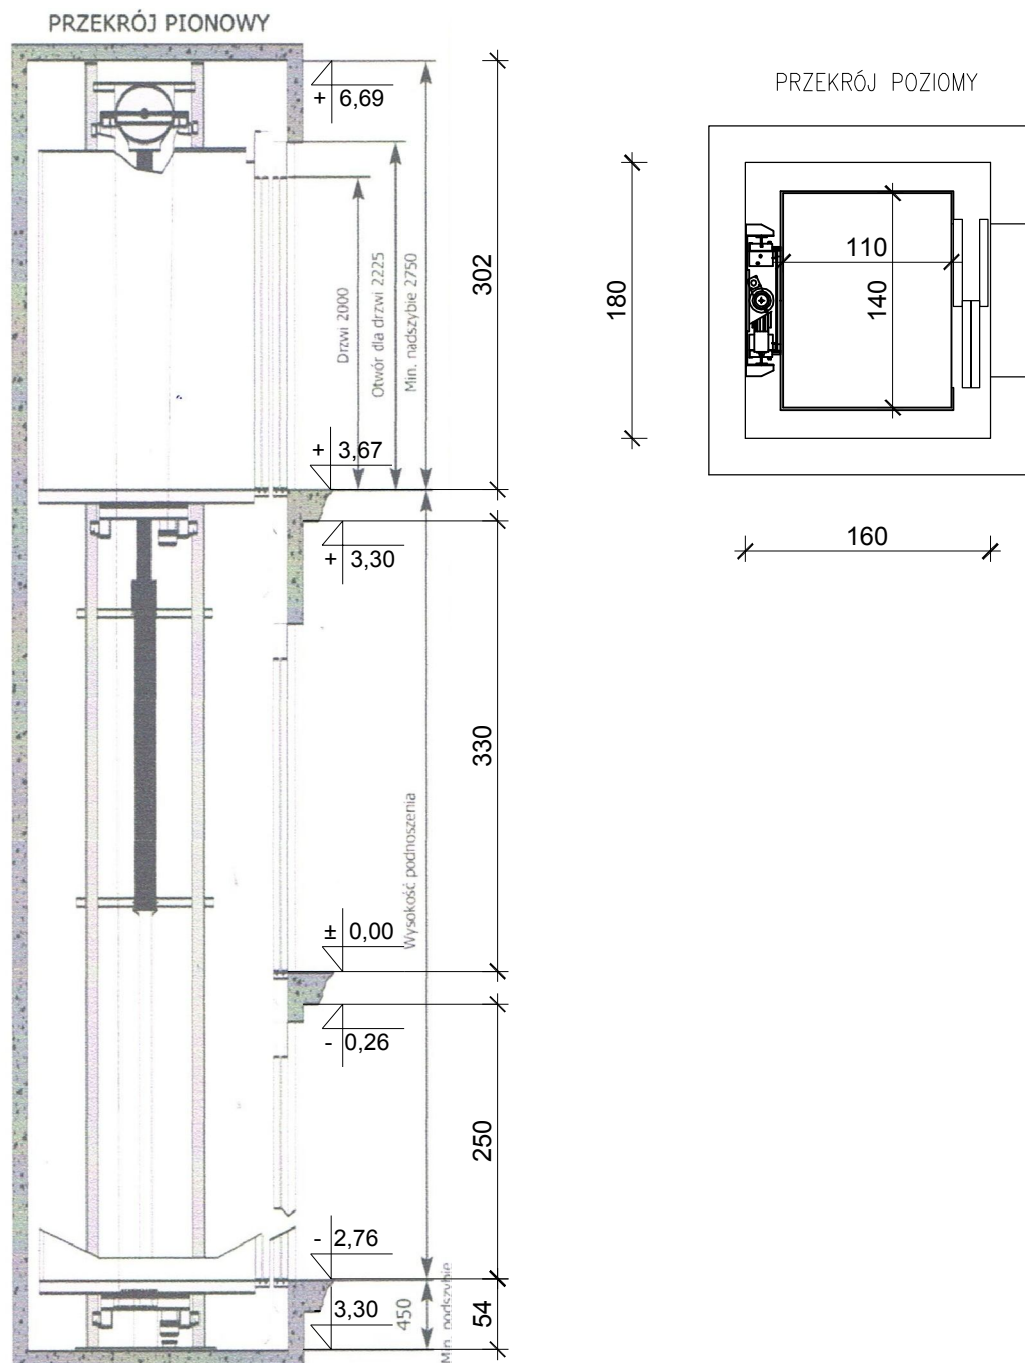 PRZEKRÓJ PIONOWY
+ 6,69
302
Drzwi 2000
Otwór dla drzwi 2225
Min. nadszybie 2750
+ 3,67
+ 3,30
330
Wysokość podnoszenia
± 0,00
- 0,26
250
- 2,76
3,30
450
Min. nadszybie
54
PRZEKRÓJ POZIOMY
110
140
180
160